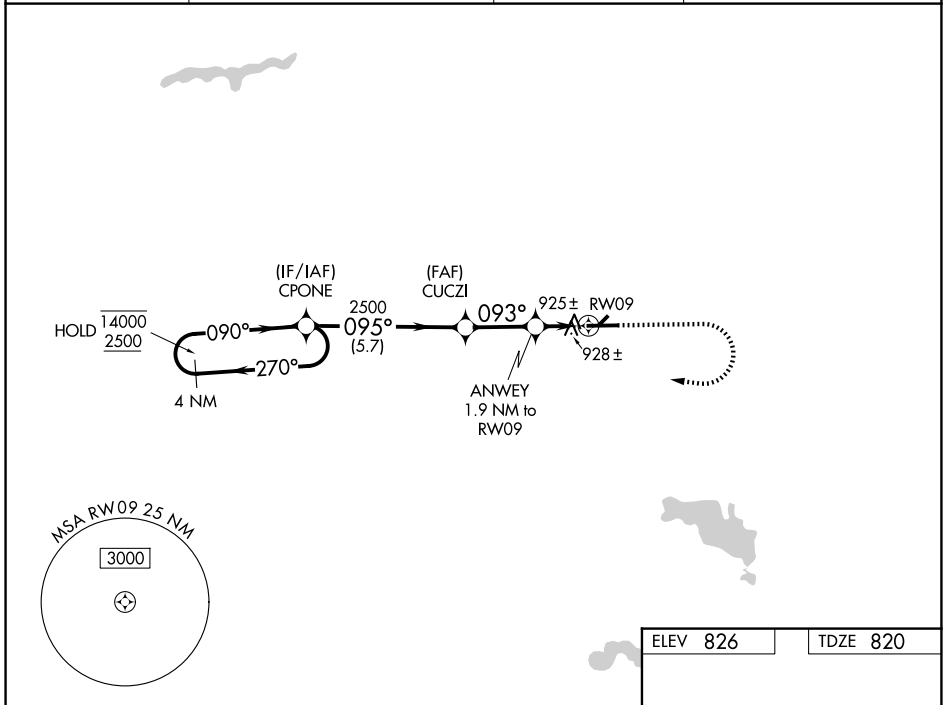 (IF/IAF)
CPONE
(FAF)
CUCZI
HOLD
14000
2500
090°
270°
4 NM
2500
095°
(5.7)
093°
925±
RW09
928±
ANWEY
1.9 NM to
RW09
MSA RW09 25 NM
3000
ELEV 826
TDZE 820